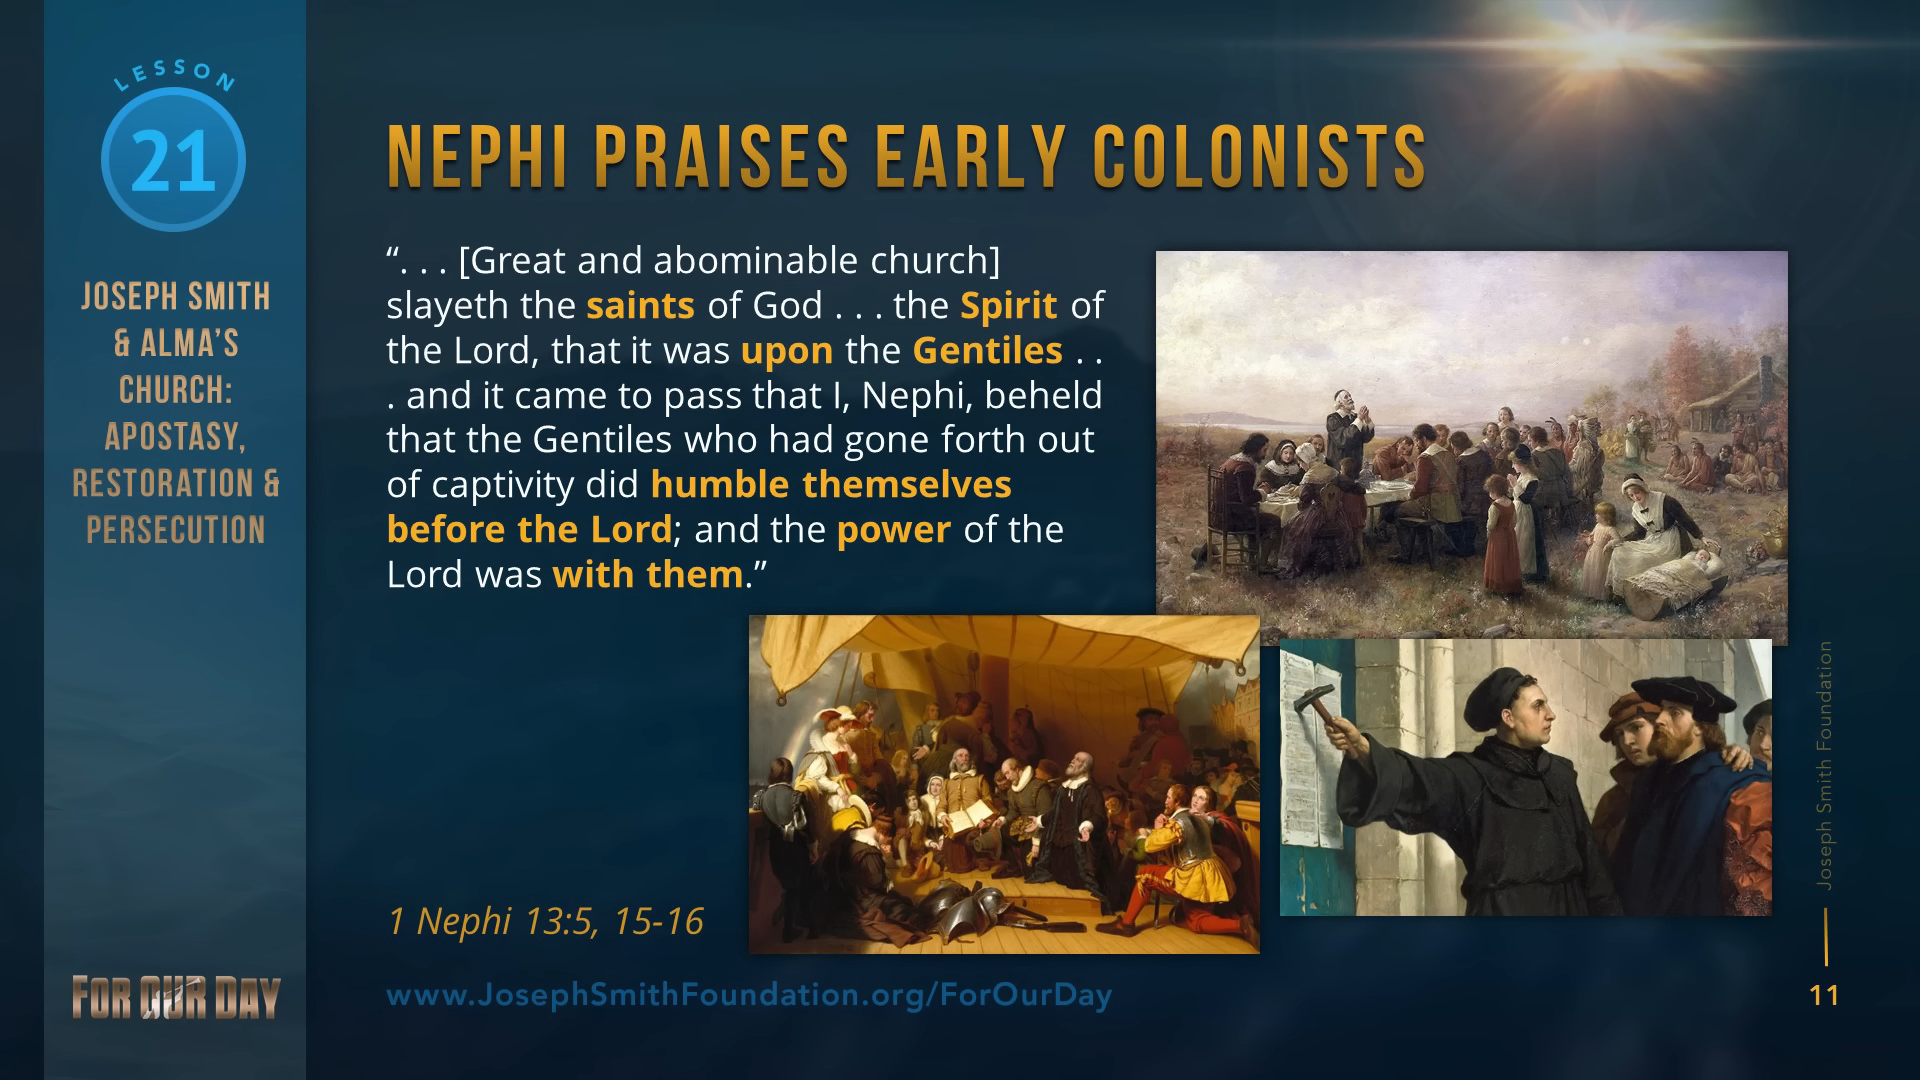 LESSON
21
JOSEPH SMITH
& ALMA’S
CHURCH:
APOSTASY,
RESTORATION &
PERSECUTION
FOR OUR DAY
NEPHI PRAISES EARLY COLONISTS
“. . . [Great and abominable church]
slayeth the saints of God . . . the Spirit of
the Lord, that it was upon the Gentiles . .
. and it came to pass that I, Nephi, beheld
that the Gentiles who had gone forth out
of captivity did humble themselves
before the Lord; and the power of the
Lord was with them.”
1 Nephi 13:5, 15-16
www.JosephSmithFoundation.org/ForOurDay
Joseph Smith Foundation
11